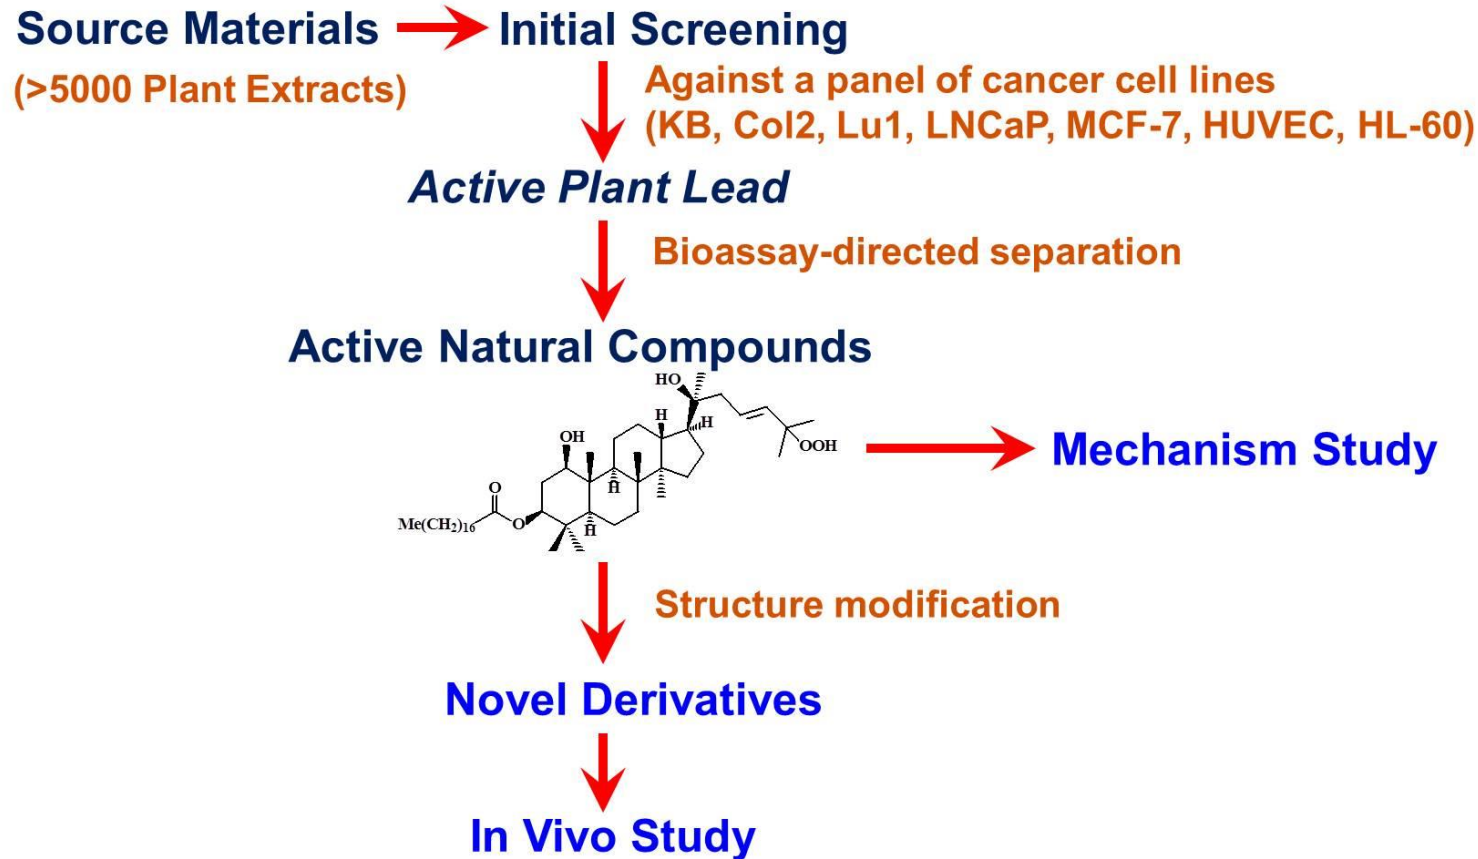 Source Materials
Initial Screening
(>5000 Plant Extracts)
Against a panel of cancer cell lines
(KB, Col2, Lu1, LNCaP, MCF-7, HUVEC, HL-60)
Active Plant Lead
Bioassay-directed separation
Active Natural Compounds
HO
H
H
OH
OOH
Mechanism Study
H
O
Me(CH₂)₁₆
O
H
Structure modification
Novel Derivatives
In Vivo Study